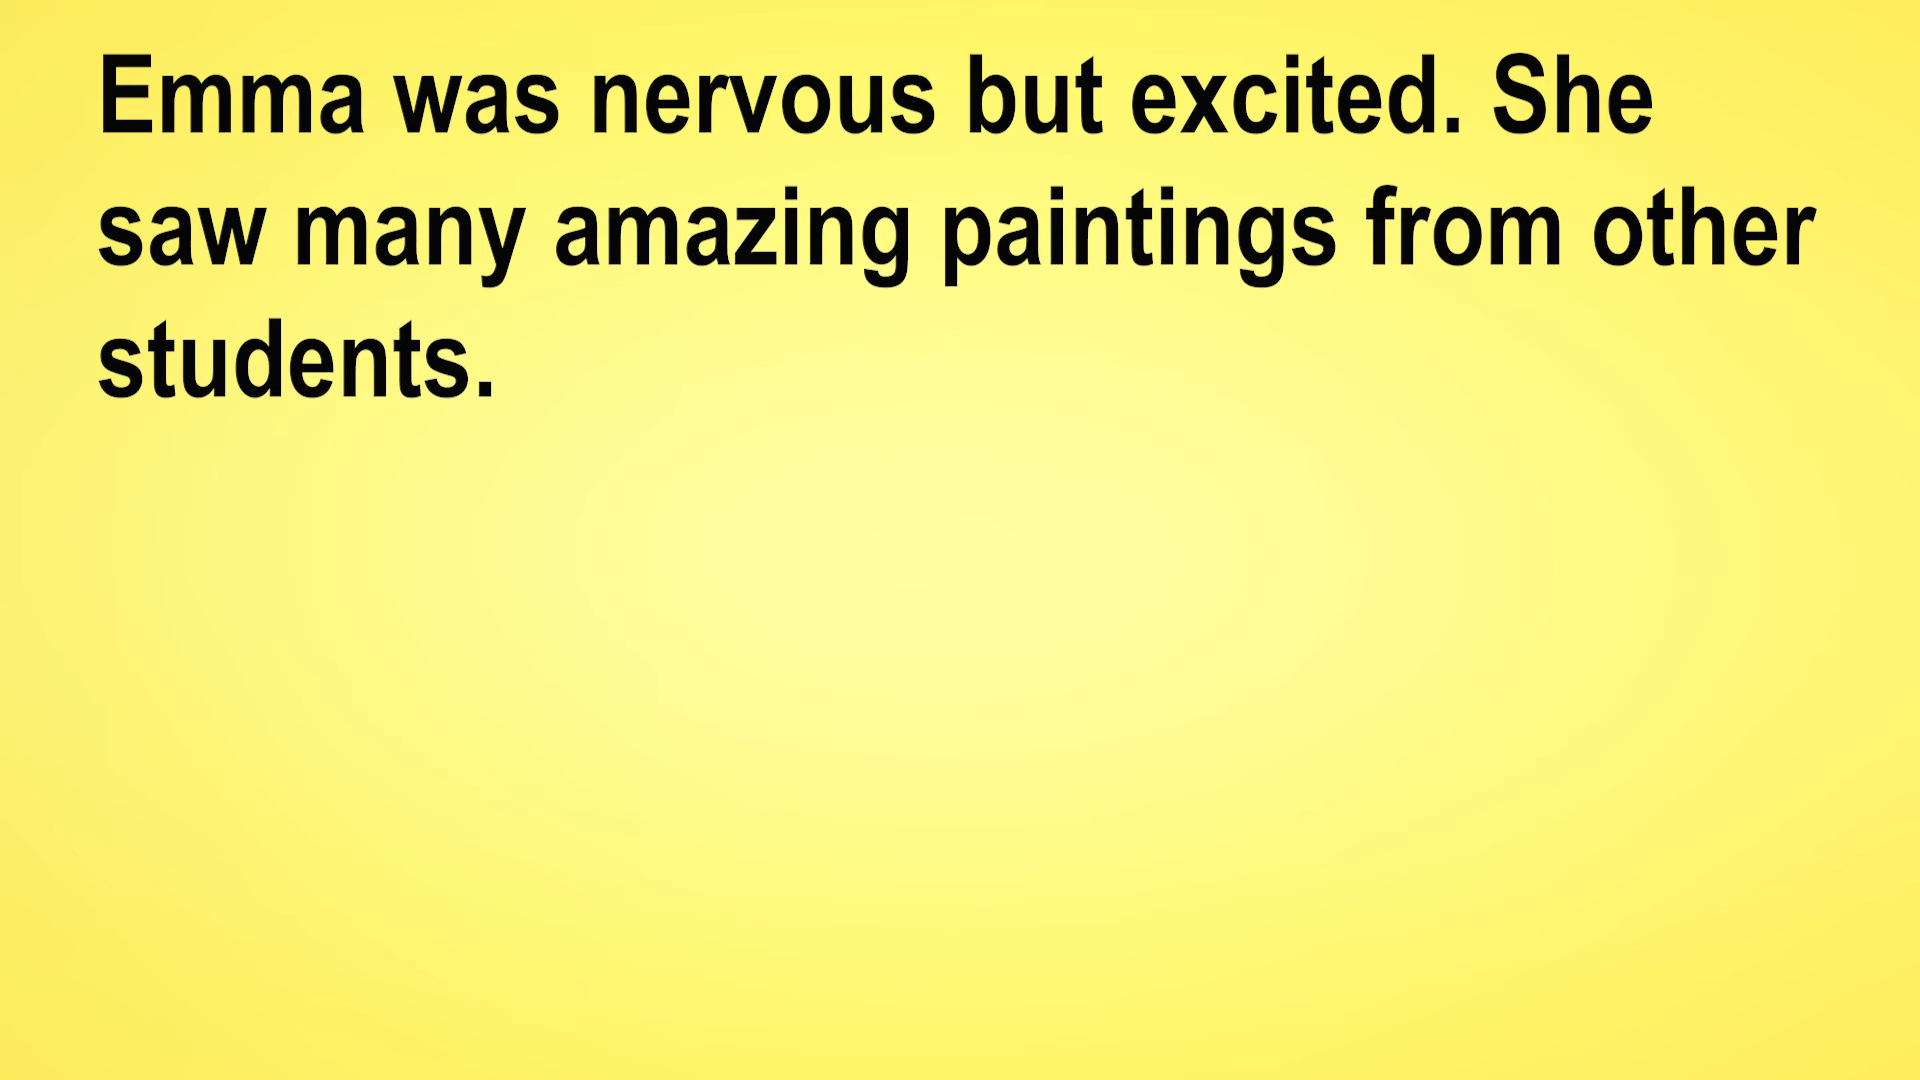 Emma was nervous but excited. She
saw many amazing paintings from other
students.